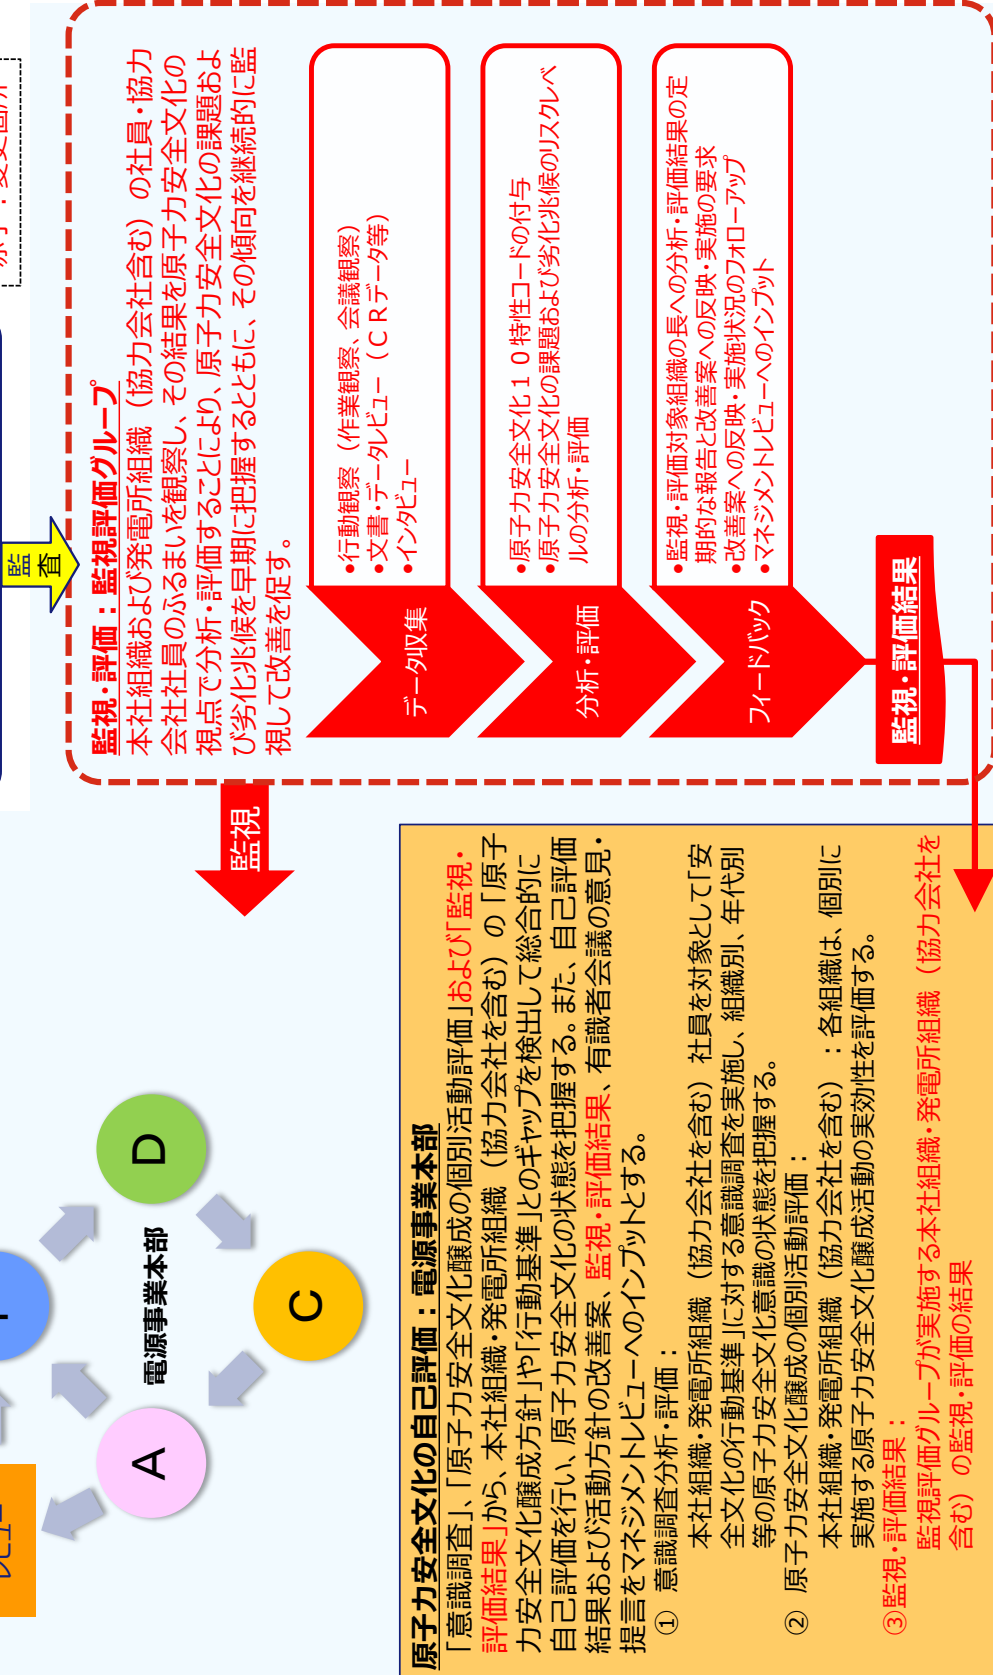 監査
監視・評価：監視評価グループ
本社組織および発電所組織（協力会社含む）の社員・協力
会社社員のふるまいを観察し、その結果を原子力安全文化の
視点で分析・評価することにより、原子力安全文化の課題およ
び劣化兆候を早期に把握するとともに、その傾向を継続的に監
視して改善を促す。
データ収集
•行動観察（作業観察、会議観察）
•文書・データレビュー（ＣＲデータ等）
•インタビュー
分析・評価
•原子力安全文化１０特性コードの付与
•原子力安全文化の課題および劣化兆候のリスクレベ
ルの分析・評価
フィードバック
•監視・評価対象組織の長への分析・評価結果の定
期的な報告と改善案への反映・実施の要求
•改善案への反映・実施状況のフォローアップ
•マネジメントレビューへのインプット
監視・評価結果
監視
D
電源事業本部
C
A
原子力安全文化の自己評価：電源事業本部
「意識調査」、「原子力安全文化醸成の個別活動評価」および「監視・
評価結果」から、本社組織・発電所組織（協力会社を含む）の「原子
力安全文化醸成方針」や「行動基準」とのギャップを検出して総合的に
自己評価を行い、原子力安全文化の状態を把握する。また、自己評価
結果および活動方針の改善案、監視・評価結果、有識者会議の意見・
提言をマネジメントレビューへのインプットとする。
① 意識調査分析・評価：
本社組織・発電所組織（協力会社を含む）社員を対象として「安
全文化の行動基準」に対する意識調査を実施し、組織別、年代別
等の原子力安全文化意識の状態を把握する。
② 原子力安全文化醸成の個別活動評価：
本社組織・発電所組織（協力会社を含む）：各組織は、個別に
実施する原子力安全文化醸成活動の実効性を評価する。
③監視・評価結果：
監視評価グループが実施する本社組織・発電所組織（協力会社を
含む）の監視・評価の結果